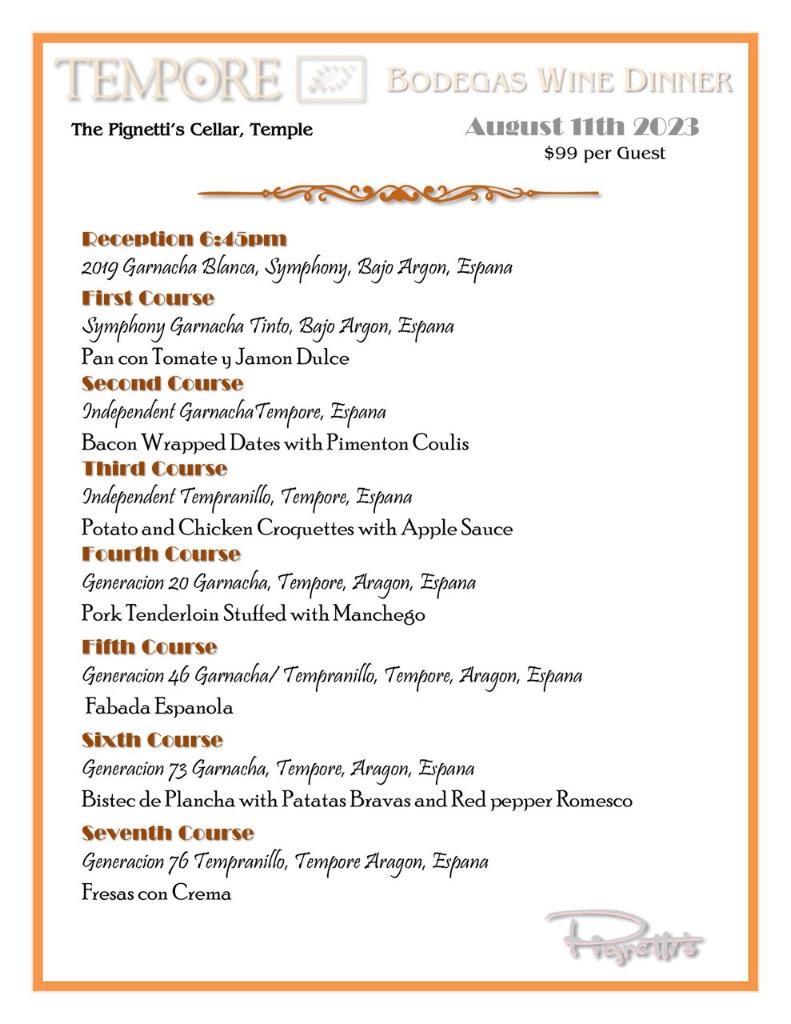 TEMPORE BODEGAS WINE DINNER
The Pignetti's Cellar, Temple
August 11th 2023
$99 per Guest
Reception 6:45pm
2019 Garnacha Blanca, Symphony, Bajo Argon, Espana
First Course
Symphony Garnacha Tinto, Bajo Argon, Espana
Pan con Tomate y Jamon Dulce
Second Course
Independent GarnachaTempore, Espana
Bacon Wrapped Dates with Pimenton Coulis
Third Course
Independent Tempranillo, Tempore, Espana
Potato and Chicken Croquettes with Apple Sauce
Fourth Course
Generacion 20 Garnacha, Tempore, Aragon, Espana
Pork Tenderloin Stuffed with Manchego
Fifth Course
Generacion 46 Garnacha/ Tempranillo, Tempore, Aragon, Espana
Fabada Espanola
Sixth Course
Generacion 73 Garnacha, Tempore, Aragon, Espana
Bistec de Plancha with Patatas Bravas and Red pepper Romesco
Seventh Course
Generacion 76 Tempranillo, Tempore Aragon, Espana
Fresas con Crema
Pignetti's